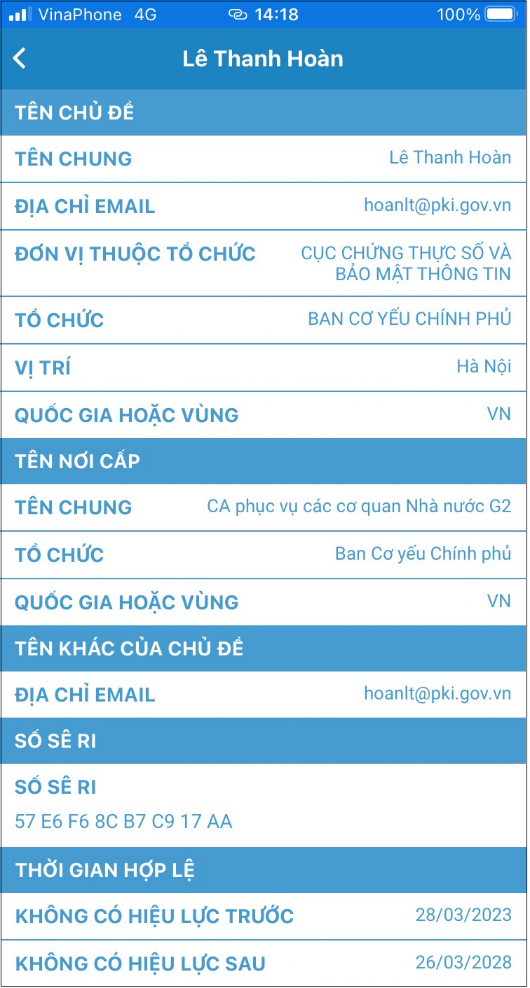 VinaPhone 4G 14:18 100%
Lê Thanh Hoàn
TÊN CHỦ ĐỀ
TÊN CHUNG Lê Thanh Hoàn
ĐỊA CHỈ EMAIL hoanlt@pki.gov.vn
ĐƠN VỊ THUỘC TỔ CHỨC CỤC CHỨNG THỰC SỐ VÀ
BẢO MẬT THÔNG TIN
TỔ CHỨC BAN CƠ YẾU CHÍNH PHỦ
VỊ TRÍ Hà Nội
QUỐC GIA HOẶC VÙNG VN
TÊN NƠI CẤP
TÊN CHUNG CA phục vụ các cơ quan Nhà nước G2
TỔ CHỨC Ban Cơ yếu Chính phủ
QUỐC GIA HOẶC VÙNG VN
TÊN KHÁC CỦA CHỦ ĐỀ
ĐỊA CHỈ EMAIL hoanlt@pki.gov.vn
SỐ SÊ RI
SỐ SÊ RI
57 E6 F6 8C B7 C9 17 AA
THỜI GIAN HỢP LỆ
KHÔNG CÓ HIỆU LỰC TRƯỚC 28/03/2023
KHÔNG CÓ HIỆU LỰC SAU 26/03/2028